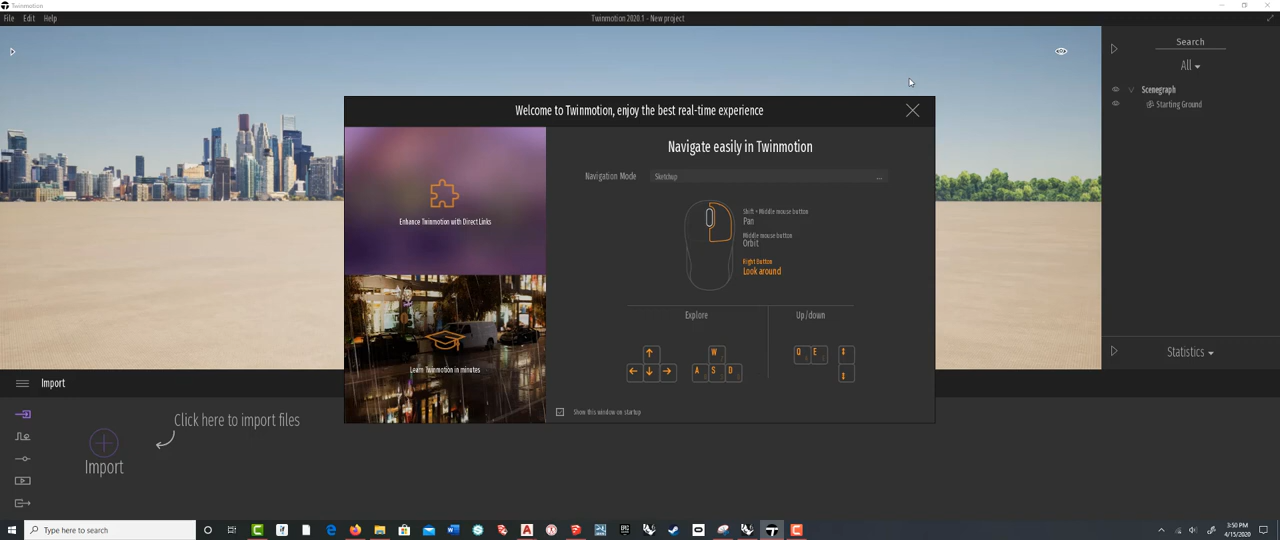 Twinmotion
File Edit Help
Twinmotion 2020.1 - New project
Search
All
Scenegraph
Starting Ground
Statistics
Welcome to Twinmotion, enjoy the best real-time experience
Enhance Twinmotion with Direct Links
Learn Twinmotion in minutes
Navigate easily in Twinmotion
Navigation Mode
Sketchup
...
Shift + Middle mouse button
Pan
Middle mouse button
Orbit
Right Button
Look around
Explore
Up/down
W
A S D
Q E
Show this window on startup
Import
Click here to import files
Import
Type here to search
3:50 PM
4/15/2020